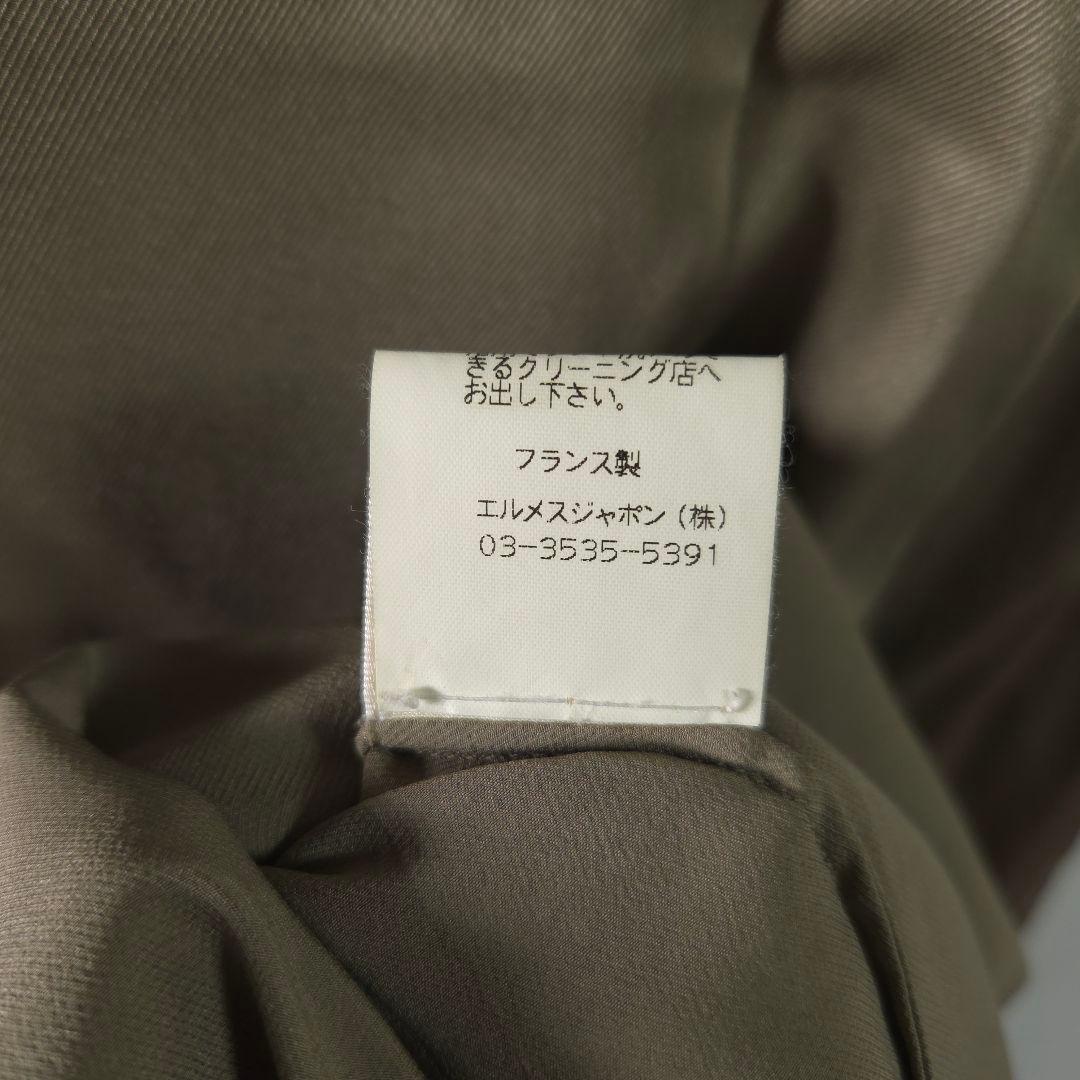 きるクリーニング店へ
お出し下さい。
フランス製
エルメスジャポン（株）
03-3535-5391